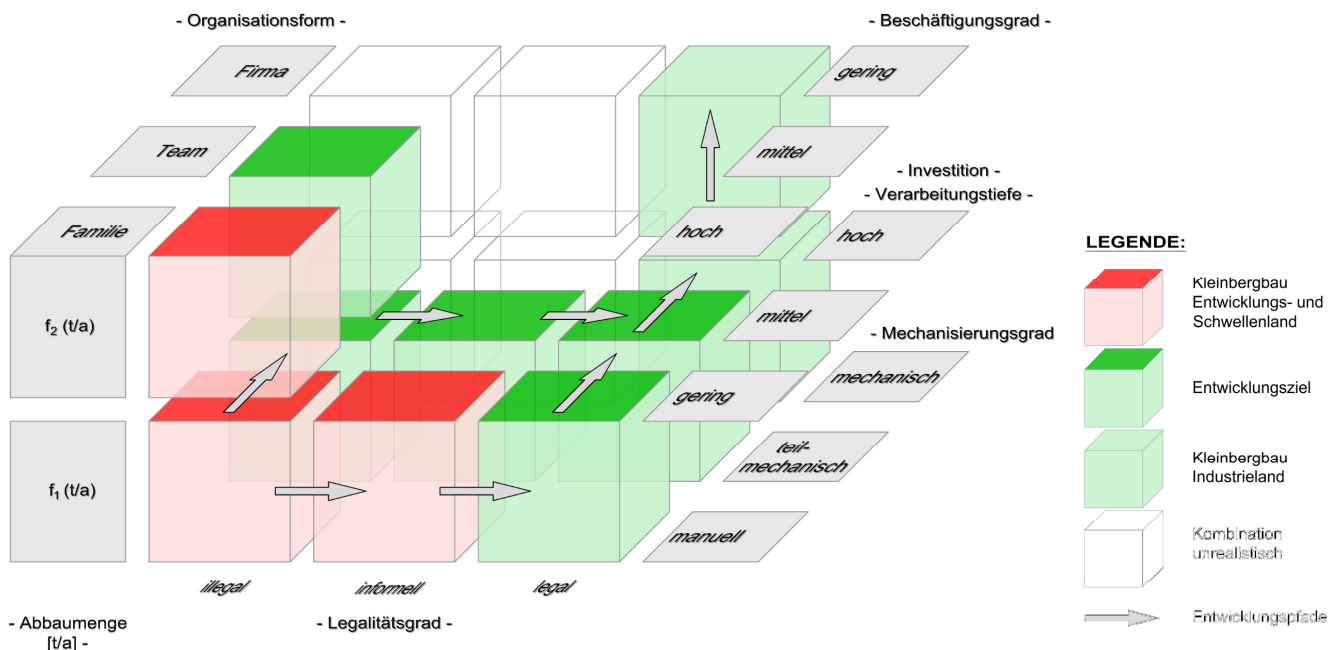 - Organisationsform -
- Beschäftigungsgrad -
Firma
gering
Team
mittel
- Investition -
- Verarbeitungstiefe -
Familie
hoch
hoch
LEGENDE:
Kleinbergbau
Entwicklungs- und
Schwellenland
f2 (t/a)
mittel
- Mechanisierungsgrad
mechanisch
gering
Entwicklungsziel
teil-
mechanisch
Kleinbergbau
Industrieland
f1 (t/a)
manuell
Kombination
unrealistisch
illegal
informell
legal
Entwicklungspfade
- Abbaumenge
[t/a] -
- Legalitätsgrad -